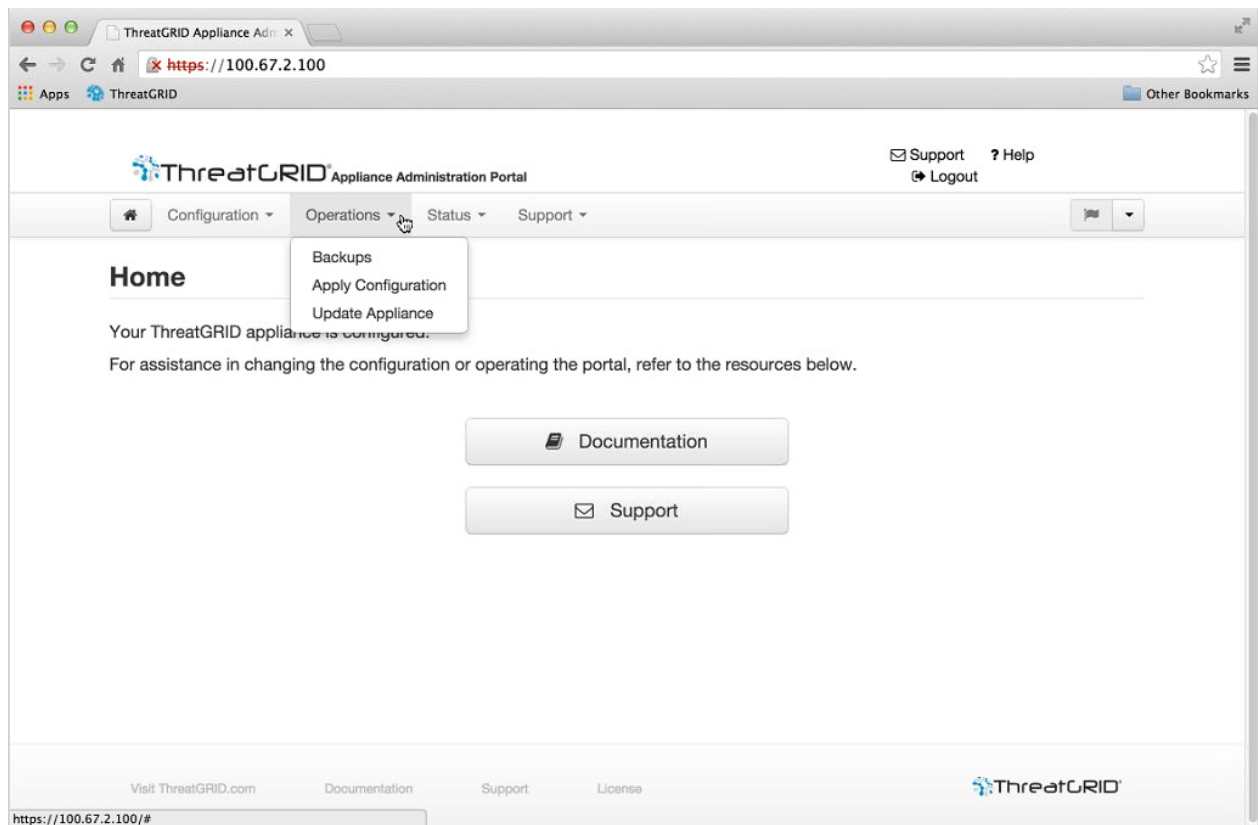 ThreatGRID Appliance Adm
https://100.67.2.100
Apps ThreatGRID
Other Bookmarks
ThreatGRID® Appliance Administration Portal
Support ? Help
Logout
Configuration Operations Status Support
Backups
Apply Configuration
Update Appliance
Home
Your ThreatGRID appliance is configured.
For assistance in changing the configuration or operating the portal, refer to the resources below.
Documentation
Support
Visit ThreatGRID.com Documentation Support License
ThreatGRID
https://100.67.2.100/#